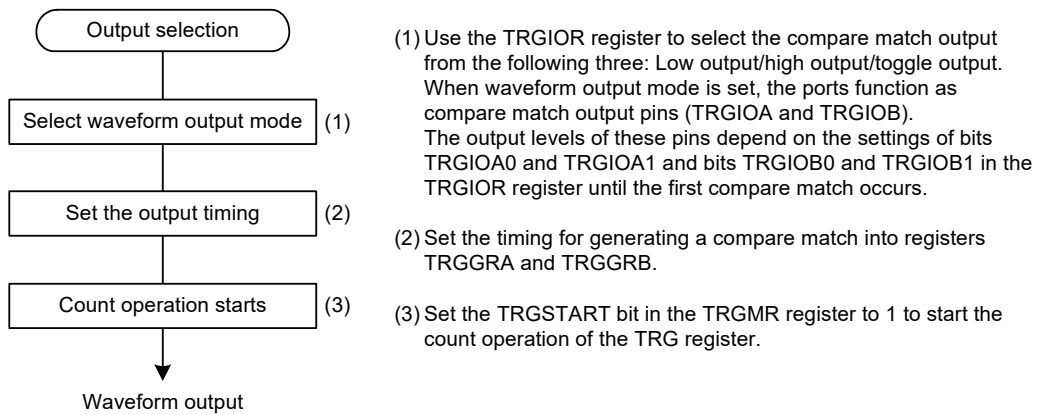 Output selection
Select waveform output mode (1)
Set the output timing (2)
Count operation starts (3)
Waveform output
(1) Use the TRGIOR register to select the compare match output
from the following three: Low output/high output/toggle output.
When waveform output mode is set, the ports function as
compare match output pins (TRGIOA and TRGIOB).
The output levels of these pins depend on the settings of bits
TRGIOA0 and TRGIOA1 and bits TRGIOB0 and TRGIOB1 in the
TRGIOR register until the first compare match occurs.
(2) Set the timing for generating a compare match into registers
TRGGRA and TRGGRB.
(3) Set the TRGSTART bit in the TRGMR register to 1 to start the
count operation of the TRG register.